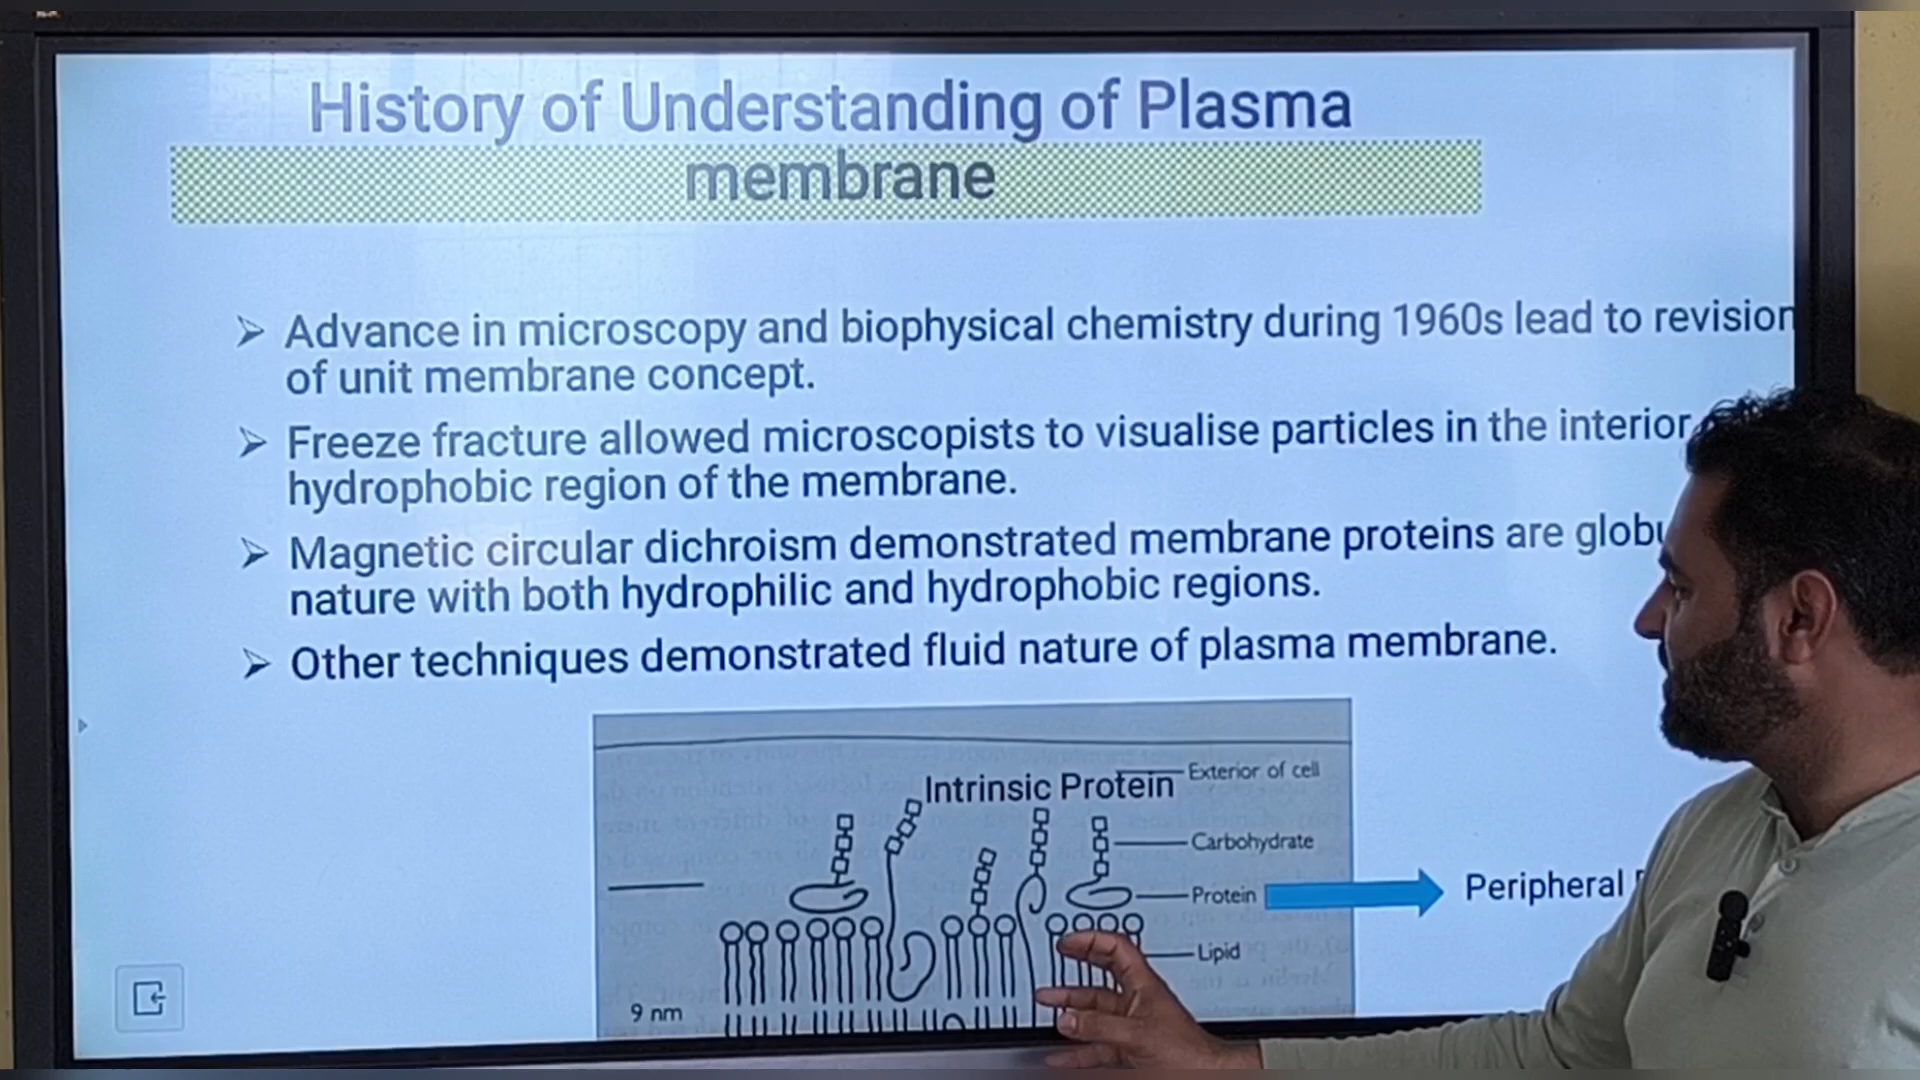 History of Understanding of Plasma
membrane
Advance in microscopy and biophysical chemistry during 1960s lead to revision
of unit membrane concept.
Freeze fracture allowed microscopists to visualise particles in the interior
hydrophobic region of the membrane.
Magnetic circular dichroism demonstrated membrane proteins are
nature with both hydrophilic and hydrophobic regions.
Other techniques demonstrated fluid nature of plasma membrane.
Intrinsic Protein
Exterior of cell
Carbohydrate
Protein
Peripheral
Lipid
9 nm